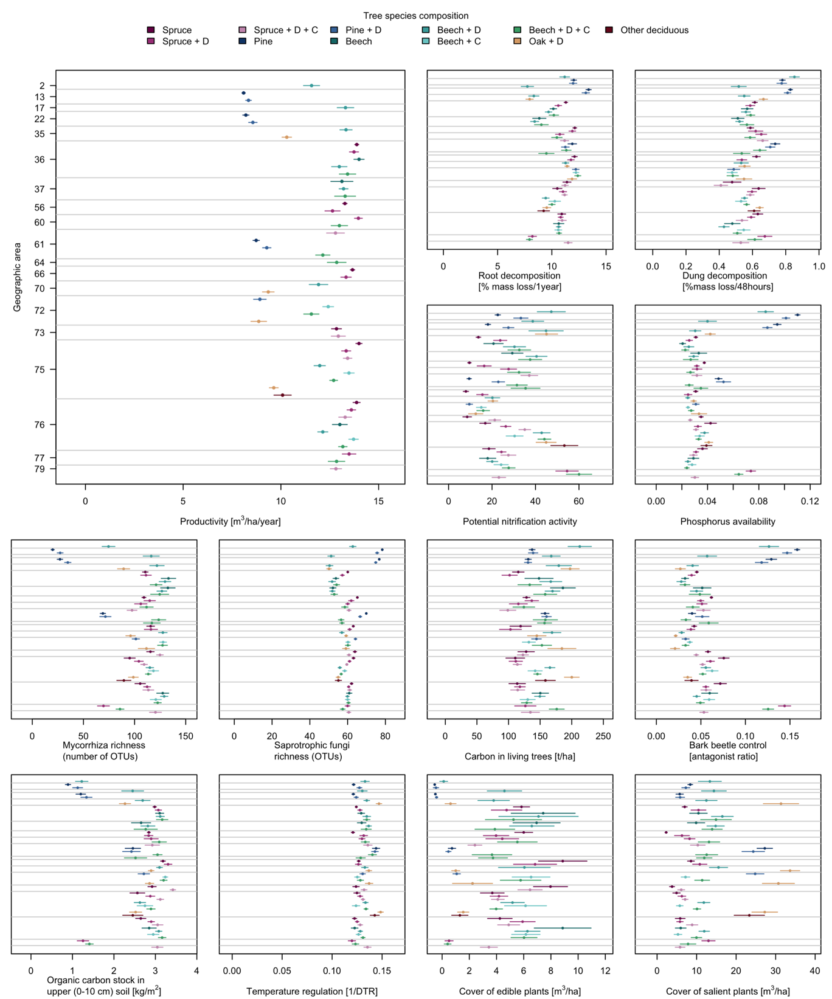 Tree species composition
Spruce Spruce + D + C Pine + D Beech + D Beech + D + C Other deciduous
Spruce + D Pine Beech Beech + C Oak + D
Geographic area
2
13
17
22
35
36
37
56
60
61
64
66
70
72
73
75
76
77
79
0 5 10 15
Productivity [m3/ha/year]
0 5 10 15
Root decomposition
[% mass loss/1year]
0.0 0.2 0.4 0.6 0.8 1.0
Dung decomposition
[%mass loss/48hours]
0 20 40 60
Potential nitrification activity
0.00 0.04 0.08 0.12
Phosphorus availability
0 50 100 150
Mycorrhiza richness
(number of OTUs)
0 20 40 60 80
Saprotrophic fungi
richness (OTUs)
0 50 100 150 200 250
Carbon in living trees [t/ha]
0.00 0.05 0.10 0.15
Bark beetle control
[antagonist ratio]
0 1 2 3 4
Organic carbon stock in
upper (0-10 cm) soil [kg/m2]
0.00 0.05 0.10 0.15
Temperature regulation [1/DTR]
0 2 4 6 8 10 12
Cover of edible plants [m3/ha]
0 10 20 30 40
Cover of salient plants [m3/ha]